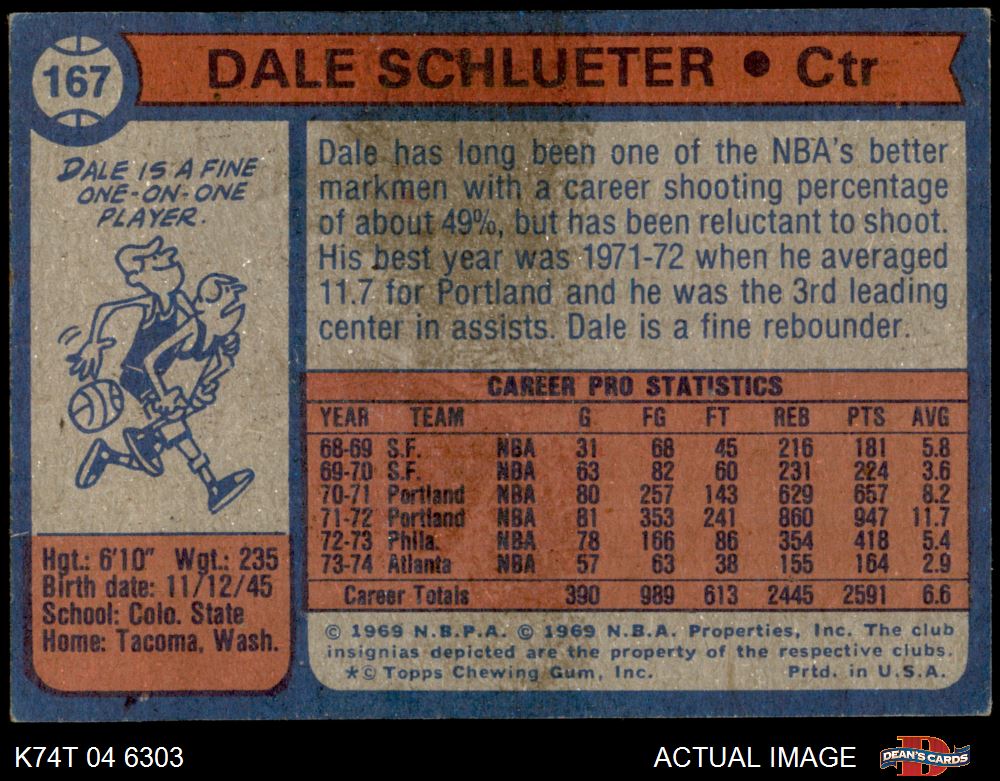 167
DALE SCHLUETER • Ctr
DALE IS A FINE
ONE-ON-ONE
PLAYER.
Dale has long been one of the NBA's better
markmen with a career shooting percentage
of about 49%, but has been reluctant to shoot.
His best year was 1971-72 when he averaged
11.7 for Portland and he was the 3rd leading
center in assists. Dale is a fine rebounder.
Hgt.: 6'10" Wgt.: 235
Birth date: 11/12/45
School: Colo. State
Home: Tacoma, Wash.
CAREER PRO STATISTICS
YEAR TEAM G FG FT REB PTS AVG
68-69 S.F. NBA 31 68 45 216 181 5.8
69-70 S.F. NBA 63 82 60 231 224 3.6
70-71 Portland NBA 80 257 143 629 657 8.2
71-72 Portland NBA 81 353 241 860 947 11.7
72-73 Phila. NBA 78 166 86 354 418 5.4
73-74 Atlanta NBA 57 63 38 155 164 2.9
Career Totals 390 989 613 2445 2591 6.6
© 1969 N.B.P.A. © 1969 N.B.A. Properties, Inc. The club
insignias depicted are the property of the respective clubs.
*© Topps Chewing Gum, Inc. Prtd. in U.S.A.
K74T 04 6303 ACTUAL IMAGE D DEAN'S CARDS